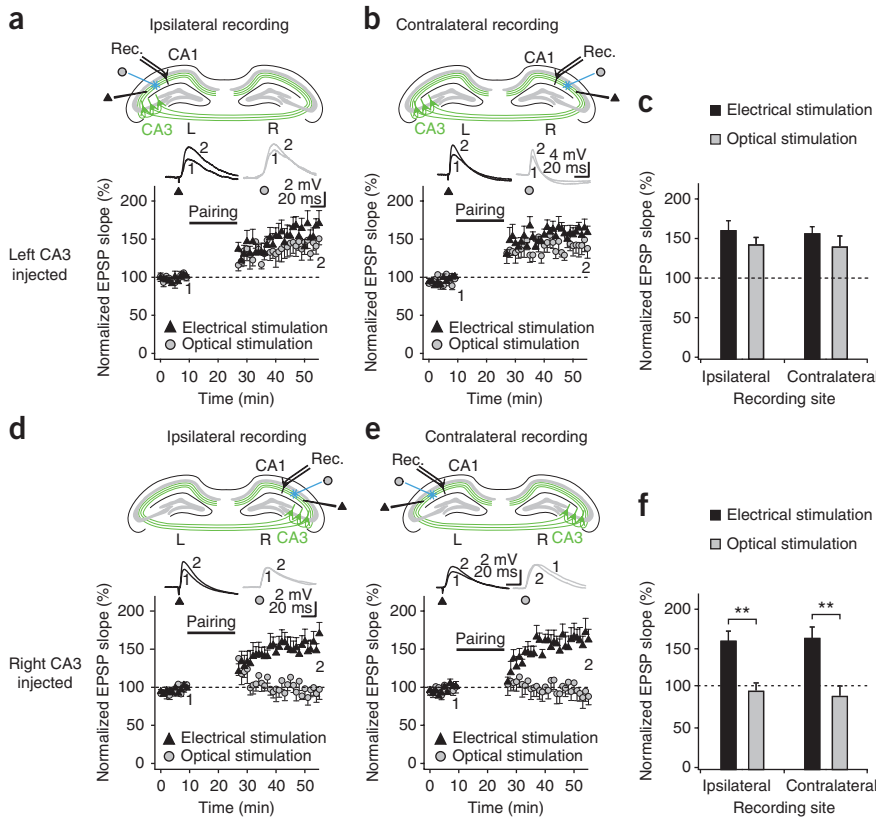 a
Ipsilateral recording
Rec.
CA1
CA3
L
R
2
1
2
1
2 mV
20 ms
Pairing
Left CA3
injected
Normalized EPSP slope (%)
200
150
100
50
0
1
2
Electrical stimulation
Optical stimulation
0 10 20 30 40 50
Time (min)
b
Contralateral recording
Rec.
CA1
CA3
L
R
2
1
2
1
4 mV
20 ms
Pairing
Normalized EPSP slope (%)
200
150
100
50
0
1
2
Electrical stimulation
Optical stimulation
0 10 20 30 40 50
Time (min)
c
Electrical stimulation
Optical stimulation
Normalized EPSP slope (%)
200
150
100
50
0
Ipsilateral Contralateral
Recording site
d
Ipsilateral recording
Rec.
CA1
CA3
L
R
2
1
2
1
2 mV
20 ms
Pairing
Right CA3
injected
Normalized EPSP slope (%)
200
150
100
50
0
1
2
Electrical stimulation
Optical stimulation
0 10 20 30 40 50
Time (min)
e
Contralateral recording
Rec.
CA1
CA3
L
R
2
1
2 mV
20 ms
1
2
Pairing
Normalized EPSP slope (%)
200
150
100
50
0
1
2
Electrical stimulation
Optical stimulation
0 10 20 30 40 50
Time (min)
f
Electrical stimulation
Optical stimulation
Normalized EPSP slope (%)
200
150
100
50
0
**
**
Ipsilateral Contralateral
Recording site